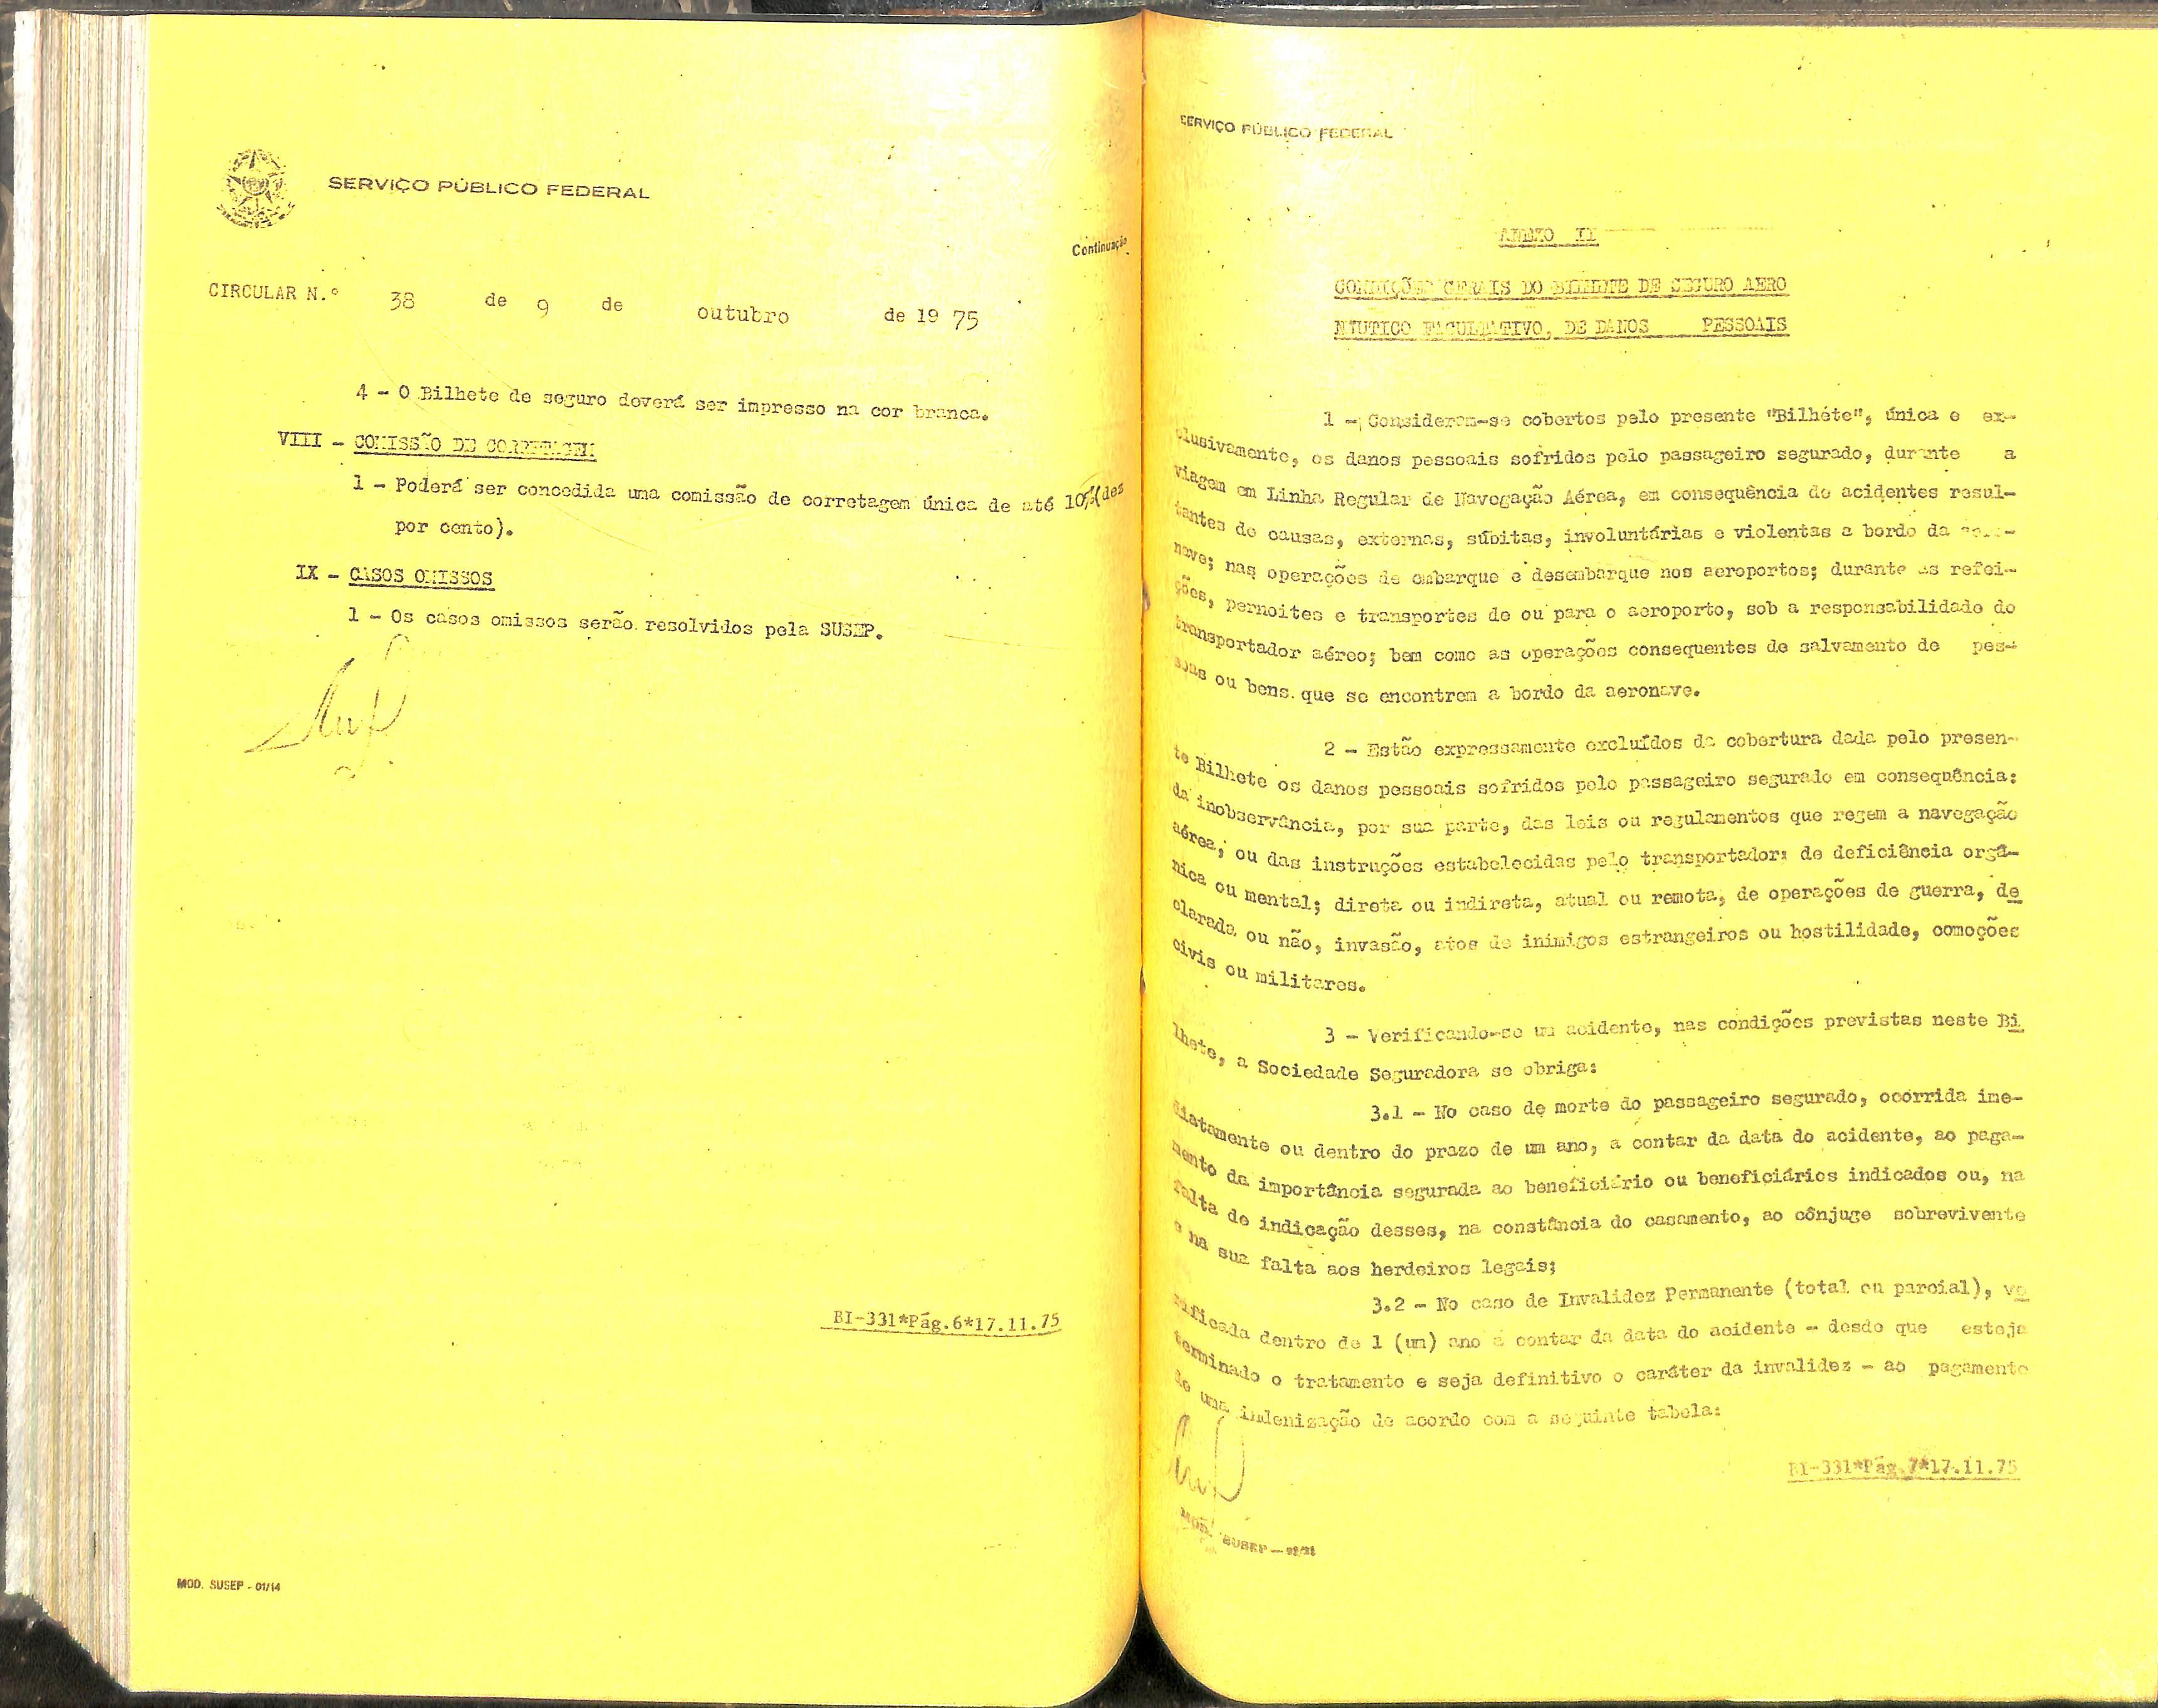 SERVIÇO PÚBLICO FEDERAL
Continuação
CIRCULAR N.º 38 de 9 de outubro de 19 75
4 - O Bilhete de seguro deverá ser impresso na cor branca.
VIII - COMISSÃO DE CORRETAGEM
1 - Poderá ser concedida uma comissão de corretagem única de até 10%(dez
por cento).
IX - CASOS OMISSOS
1 - Os casos omissos serão resolvidos pela SUSEP.
BI-331*Pág.6*17.11.75
MOD. SUSEP - 01/14
SERVIÇO PÚBLICO FEDERAL
ANEXO II
CONDIÇÕES GERAIS DO BILHETE DE SEGURO AERO
NÁUTICO FACULTATIVO, DE DANOS PESSOAIS
1 - Consideram-se cobertos pelo presente "Bilhéte", única e ex-
clusivamente, os danos pessoais sofridos pelo passageiro segurado, durante a
viagem em Linha Regular de Navegação Aérea, em consequência de acidentes resul-
tantes de causas, externas, súbitas, involuntárias e violentas a bordo da aero-
nave; nas operações de embarque e desembarque nos aeroportos; durante as refei-
ções, pernoites e transportes de ou para o aeroporto, sob a responsabilidade do
transportador aéreo; bem como as operações consequentes de salvamento de pes-
soas ou bens que se encontrem a bordo da aeronave.
2 - Estão expressamente excluídos da cobertura dada pelo presen-
te Bilhete os danos pessoais sofridos pelo passageiro segurado em consequência:
da inobservância, por sua parte, das leis ou regulamentos que regem a navegação
aérea; ou das instruções estabelecidas pelo transportador: de deficiência orgâ-
nica ou mental; direta ou indireta, atual ou remota, de operações de guerra, de
clarada ou não, invasão, atos de inimigos estrangeiros ou hostilidade, comoções
civis ou militares.
3 - Verificando-se um acidente, nas condições previstas neste Bi
lhete, a Sociedade Seguradora se obriga:
3.1 - No caso de morte do passageiro segurado, ocorrida ime-
diatamente ou dentro do prazo de um ano, a contar da data do acidente, ao paga-
mento da importância segurada ao beneficiário ou beneficiários indicados ou, na
falta de indicação desses, na constância do casamento, ao cônjuge sobrevivente
e na sua falta aos herdeiros legais;
3.2 - No caso de Invalidez Permanente (total ou parcial), ve
rificada dentro de 1 (um) ano a contar da data do acidente - desde que esteja
terminado o tratamento e seja definitivo o caráter da invalidez - ao pagamento
de uma indenização de acordo com a seguinte tabela:
BI-331*Pág.7*17.11.75
MOD. SUSEP -